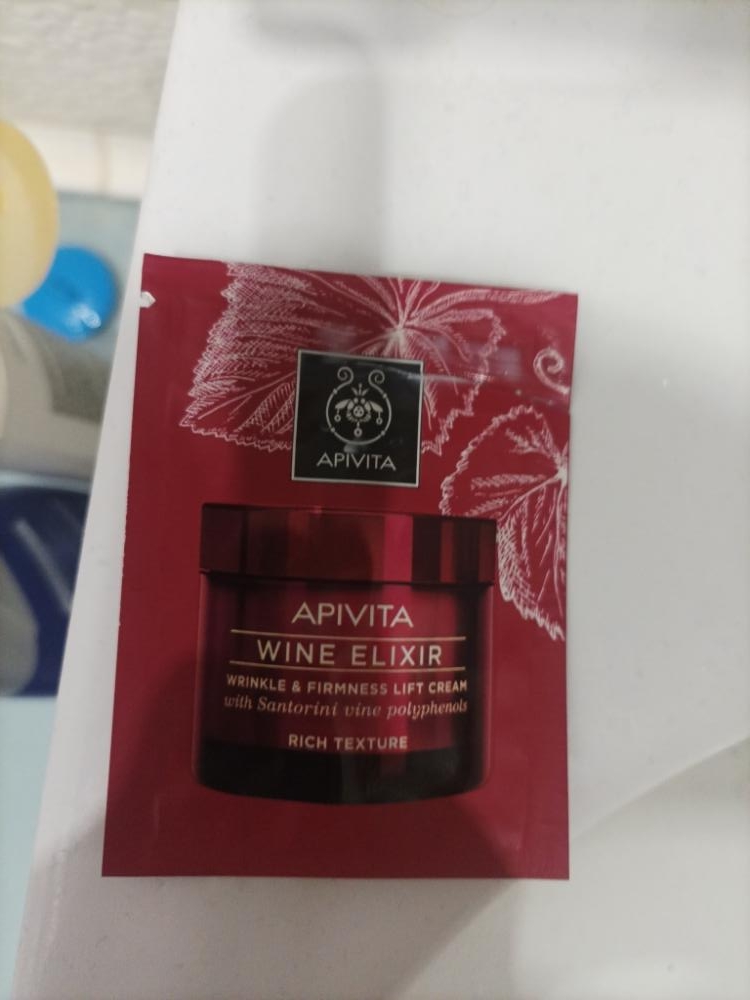 APIVITA
APIVITA
WINE ELIXIR
WRINKLE & FIRMNESS LIFT CREAM
with Santorini vine polyphenols
RICH TEXTURE